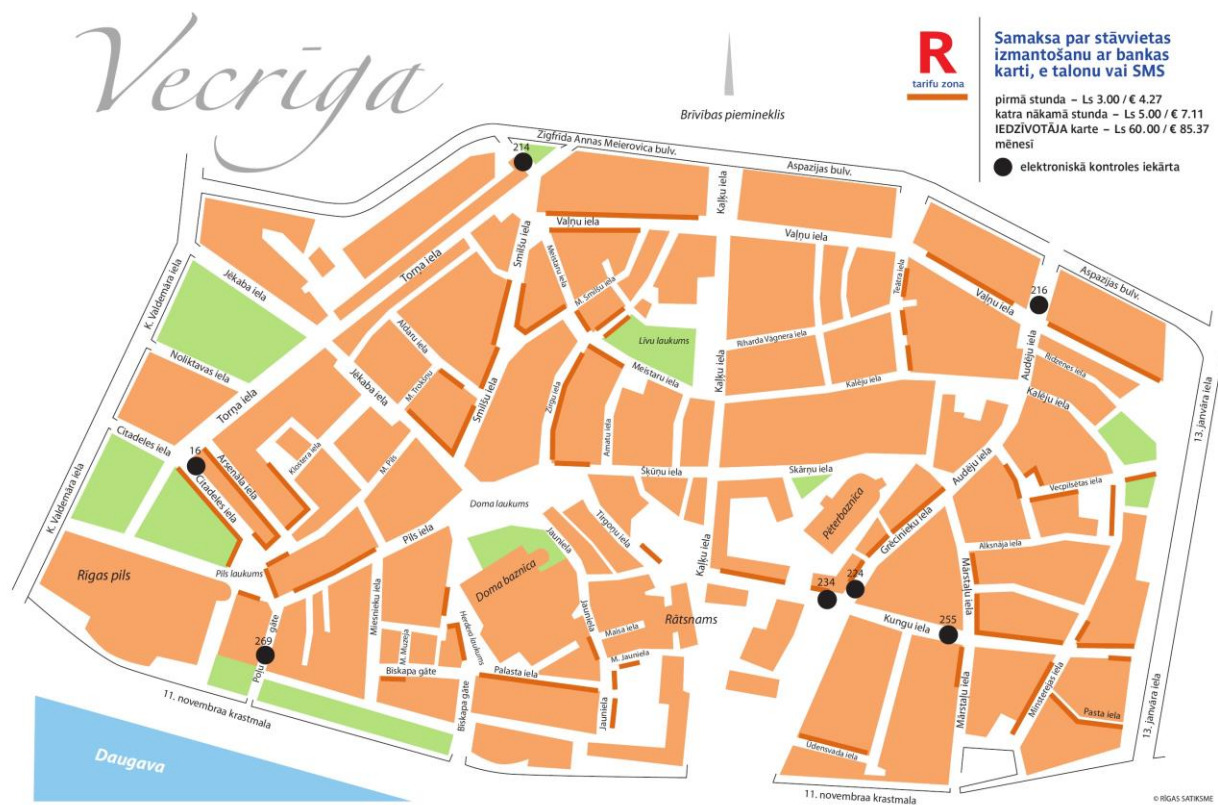 Vecrīga
R
tarifu zona
Samaksa par stāvvietas
izmantošanu ar bankas
karti, e talonu vai SMS
pirmā stunda – Ls 3.00 / € 4.27
katra nākamā stunda – Ls 5.00 / € 7.11
IEDZĪVOTĀJA karte – Ls 60.00 / € 85.37
mēnesī
elektroniskā kontroles iekārta
Brīvības piemineklis
Zigfrīda Annas Meierovica bulv.
Aspazijas bulv.
214
Kaļķu iela
Vaļņu iela
Vaļņu iela
Smilšu iela
Meistaru iela
Torņa iela
Teātra iela
Aspazijas bulv.
K. Valdemāra iela
Jēkaba iela
M. Smilšu iela
Vaļņu iela
216
Aldaru iela
Līvu laukums
Riharda Vāgnera iela
Audēju iela
Rīdzenes iela
Noliktavas iela
Jēkaba iela
M. Trokšņu
Smilšu iela
Zirgu iela
Meistaru iela
Kaļķu iela
Kalēju iela
Kalēju iela
13. janvāra iela
Torņa iela
Citadeles iela
16
Arsenāla iela
Klostera iela
M. Pils
Amatu iela
Šķūņu iela
Skārņu iela
Audēju iela
K. Valdemāra iela
Citadeles iela
Doma laukums
Pēterbaznīca
Vecpilsētas iela
Pils iela
Jauniela
Tirgoņu iela
Kaļķu iela
Grēcinieku iela
Alksnāja iela
Rīgas pils
Pils laukums
Doma baznīca
Miesnieku iela
Mārstaļu iela
234
224
Jauniela
Rātsnams
Kungu iela
255
gāte
269
Poļu
Herdera laukums
M. Muzeja
Maisa iela
M. Jauniela
Biskapa gāte
Palasta iela
Biskapa gāte
Jauniela
Mārstaļu iela
Minsterejas iela
Pasta iela
13. janvāra iela
11. novembraa krastmala
Ūdensvada iela
Daugava
11. novembraa krastmala
© RĪGAS SATIKSME